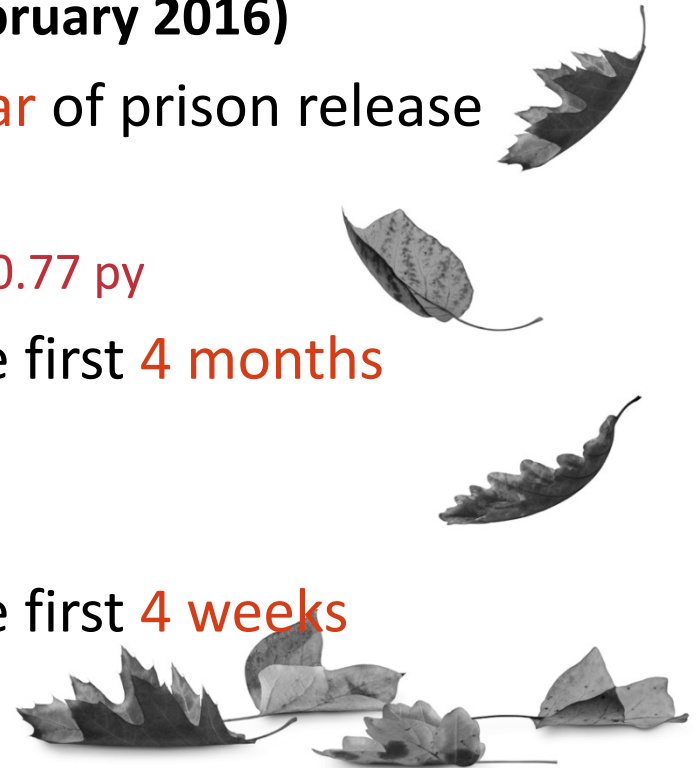 bruary 2016)
ar of prison release
0.77 py
e first 4 months
e first 4 weeks